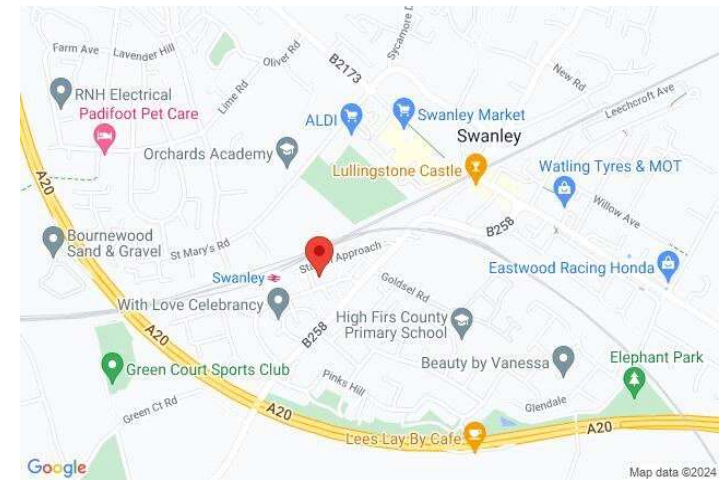 Farm Ave
Lavender Hill
Oliver Rd
B2173
Sycamore D
New Rd
Leechcroft Ave
RNH Electrical
Padifoot Pet Care
Lime Rd
ALDI
Swanley Market
Swanley
Orchards Academy
Lullingstone Castle
Watling Tyres & MOT
A20
Willow Ave
Bournewood
Sand & Gravel
St Mary's Rd
B258
Approach
Swanley
Eastwood Racing Honda
With Love Celebrancy
Goldsel Rd
High Firs County
Primary School
B258
A20
Beauty by Vanessa
Elephant Park
Green Court Sports Club
Pinks Hill
Green Ct Rd
A20
Glendale
A20
Lees Lay By Cafe
Google
Map data ©2024